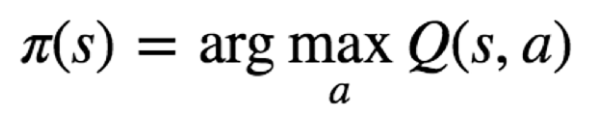 π(s) = arg max Q(s, a)
a